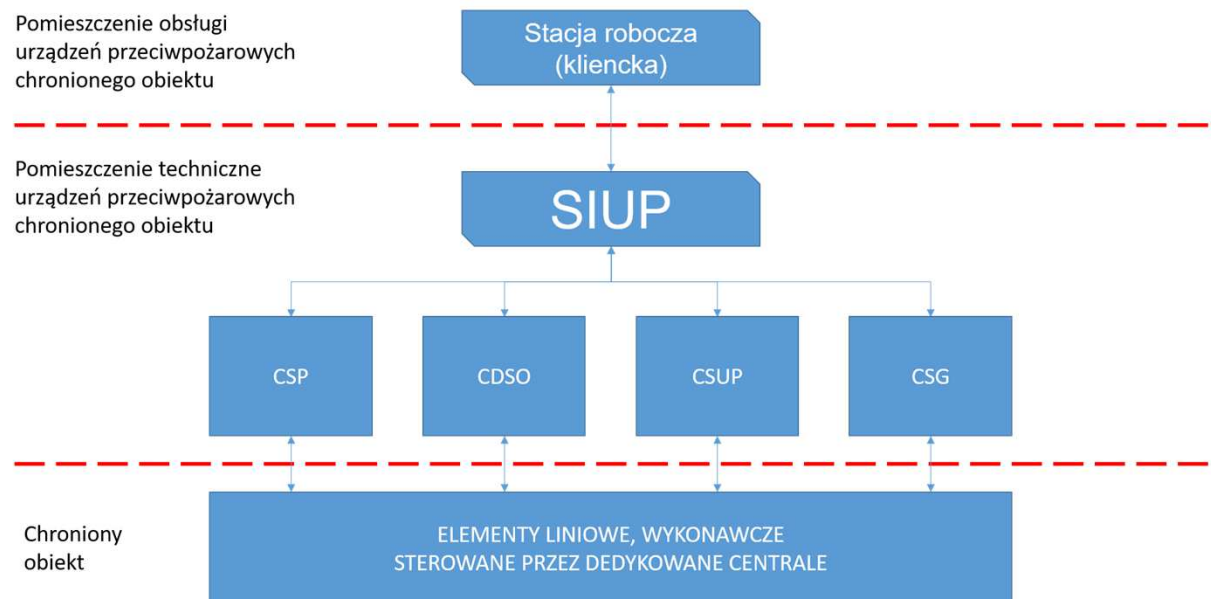 Pomieszczenie obsługi
urządzeń przeciwpożarowych
chronionego obiektu
Stacja robocza
(kliencka)
Pomieszczenie techniczne
urządzeń przeciwpożarowych
chronionego obiektu
SIUP
CSP
CDSO
CSUP
CSG
Chroniony
obiekt
ELEMENTY LINIOWE, WYKONAWCZE
STEROWANE PRZEZ DEDYKOWANE CENTRALE